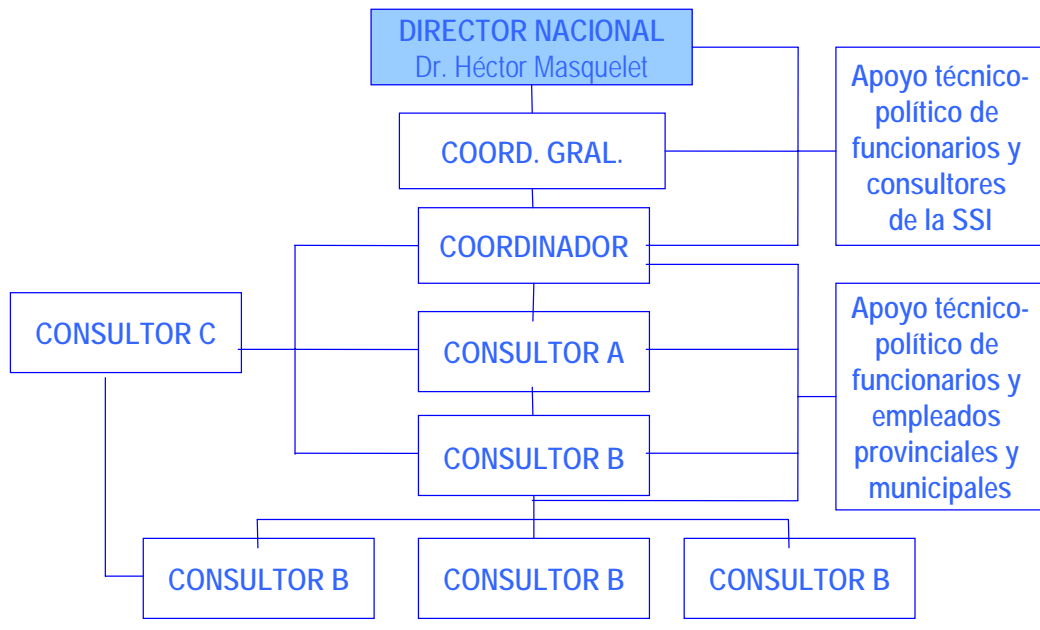 DIRECTOR NACIONAL
Dr. Héctor Masquelet
Apoyo técnico-
político de
funcionarios y
consultores
de la SSI
COORD. GRAL.
COORDINADOR
CONSULTOR C
CONSULTOR A
Apoyo técnico-
político de
funcionarios y
empleados
provinciales y
municipales
CONSULTOR B
CONSULTOR B
CONSULTOR B
CONSULTOR B